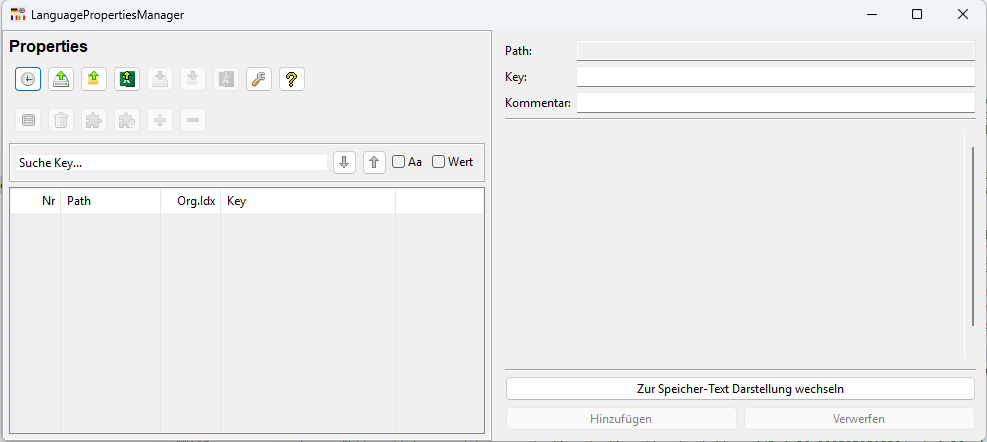 LanguagePropertiesManager
Properties
Suche Key...
Aa
Wert
Nr Path Org.Idx Key
Path:
Key:
Kommentar:
Zur Speicher-Text Darstellung wechseln
Hinzufügen Verwerfen